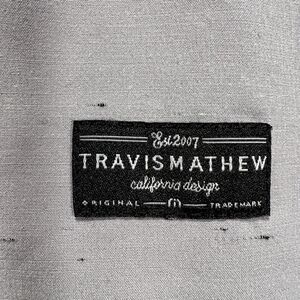 Est.2007
TRAVISMATHEW
california design
ORIGINAL TRADEMARK